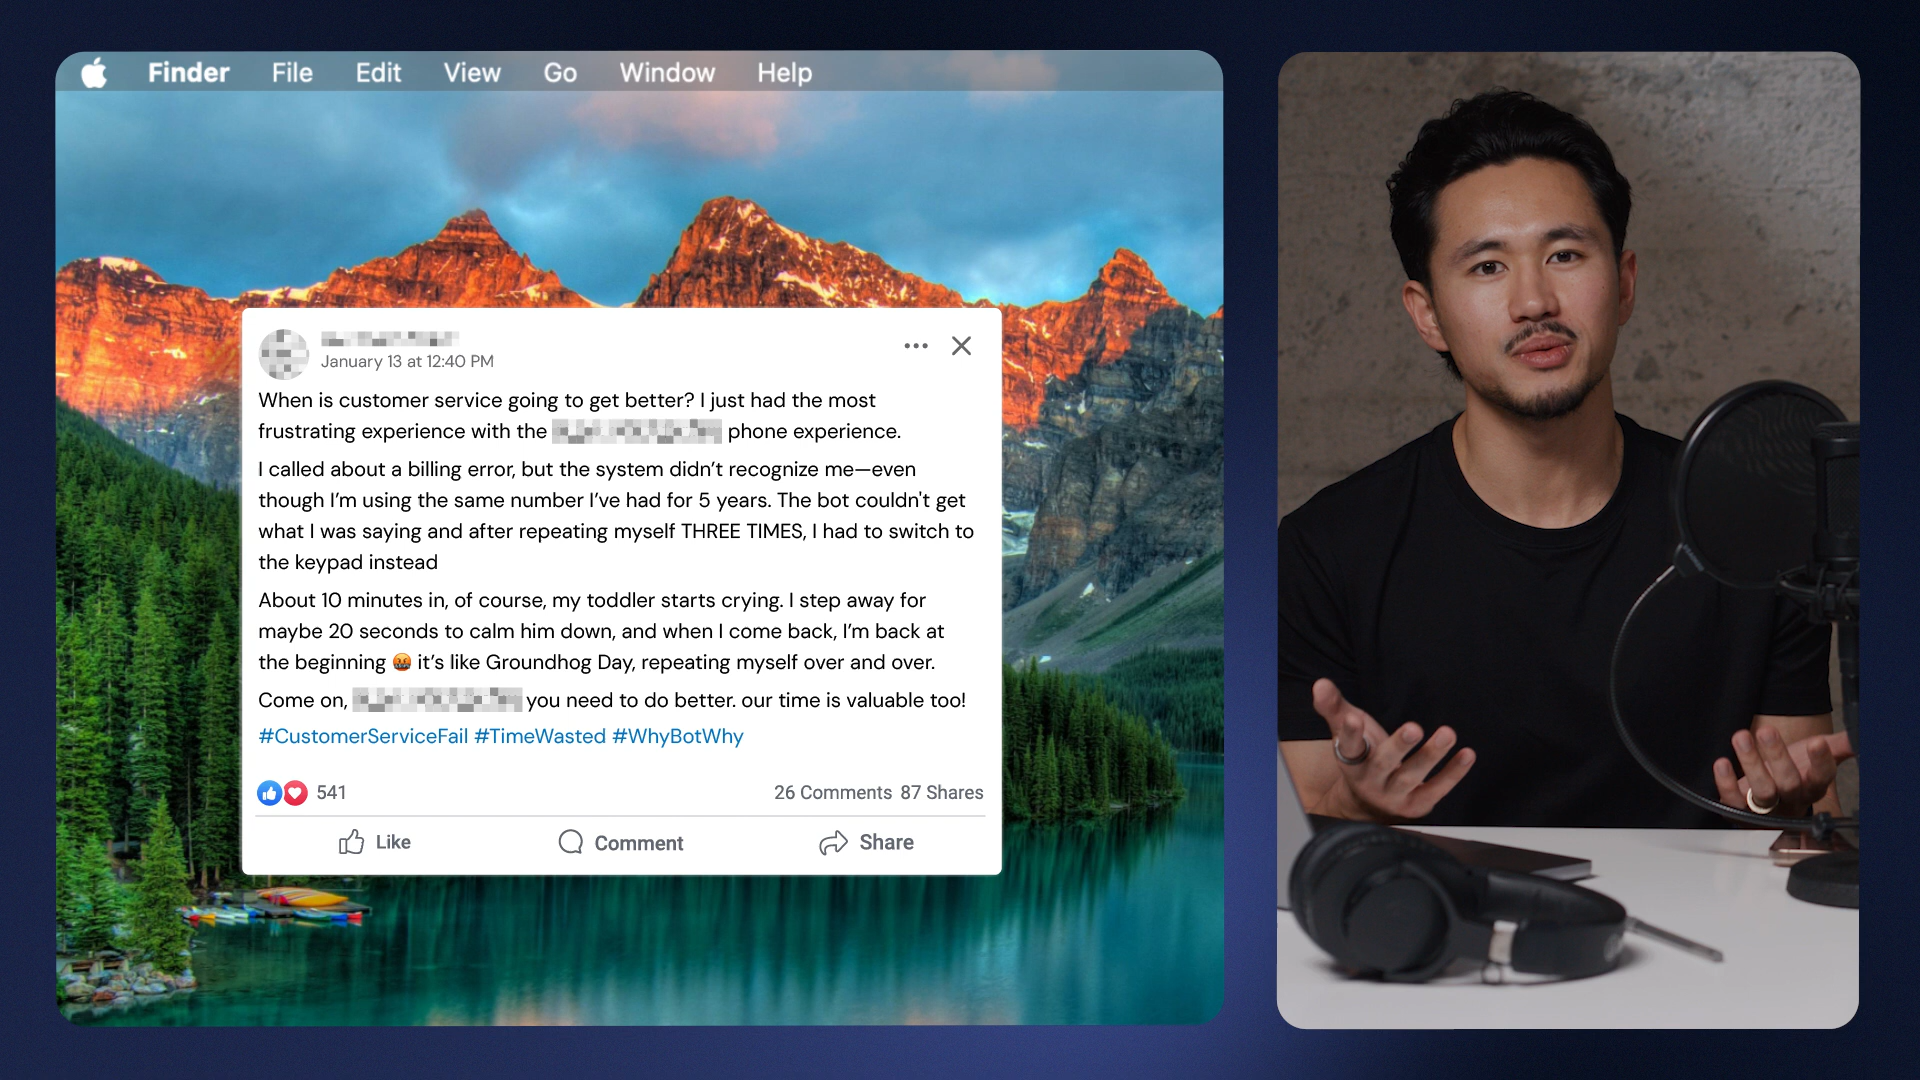 Finder File Edit View Go Window Help
January 13 at 12:40 PM
When is customer service going to get better? I just had the most
frustrating experience with the phone experience.
I called about a billing error, but the system didn’t recognize me—even
though I’m using the same number I’ve had for 5 years. The bot couldn't get
what I was saying and after repeating myself THREE TIMES, I had to switch to
the keypad instead
About 10 minutes in, of course, my toddler starts crying. I step away for
maybe 20 seconds to calm him down, and when I come back, I’m back at
the beginning 🤬 it’s like Groundhog Day, repeating myself over and over.
Come on, you need to do better. our time is valuable too!
#CustomerServiceFail #TimeWasted #WhyBotWhy
541
26 Comments 87 Shares
Like Comment Share